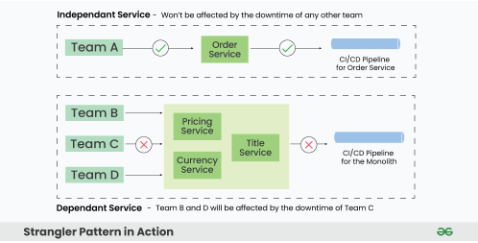 Independant Service - Won't be affected by the downtime of any other team
Team A
Order
Service
CI/CD Pipeline
for Order Service
Team B
Team C
Team D
Pricing
Service
Currency
Service
Title
Service
CI/CD Pipeline
for the Monolith
Dependant Service - Team B and D will be affected by the downtime of Team C
Strangler Pattern in Action